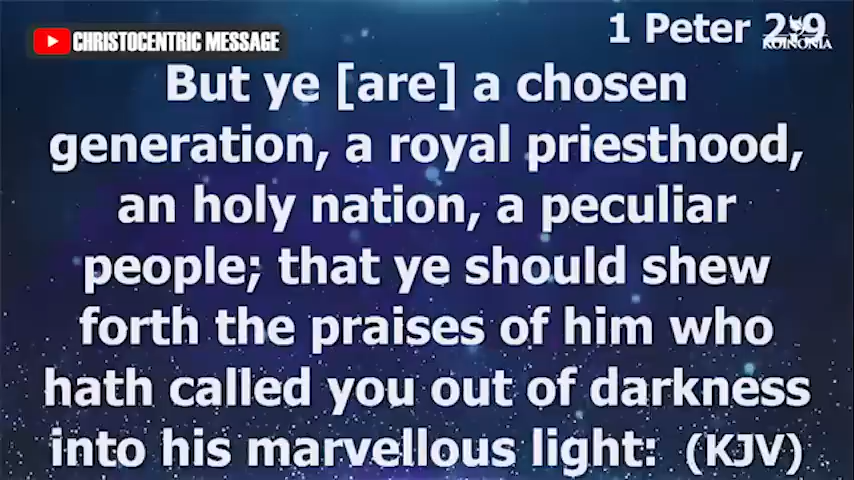 CHRISTOCENTRIC MESSAGE
1 Peter 2:9
KOINONIA
But ye [are] a chosen
generation, a royal priesthood,
an holy nation, a peculiar
people; that ye should shew
forth the praises of him who
hath called you out of darkness
into his marvellous light: (KJV)